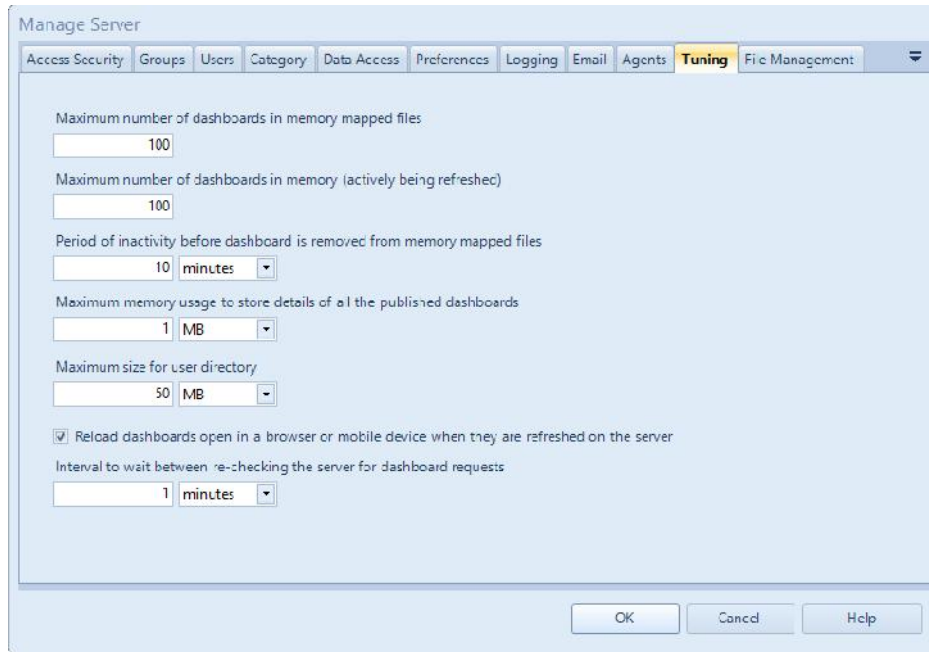 Manage Server
Access Security Groups Users Category Data Access Preferences Logging Email Agents Tuning File Management
Maximum number of dashboards in memory mapped files
100
Maximum number of dashboards in memory (actively being refreshed)
100
Period of inactivity before dashboard is removed from memory mapped files
10 minutes
Maximum memory usage to store details of all the published dashboards
1 MB
Maximum size for user directory
50 MB
Reload dashboards open in a browser or mobile device when they are refreshed on the server
Interval to wait between re-checking the server for dashboard requests
1 minutes
OK Cancel Help